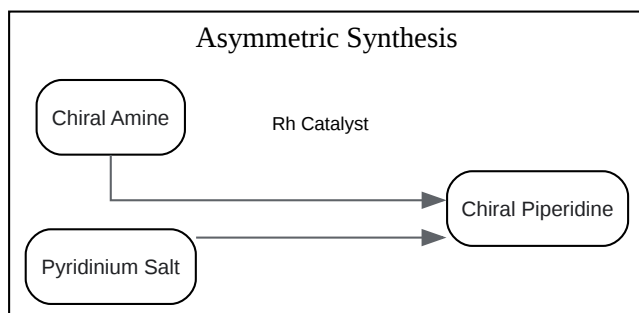 Asymmetric Synthesis
Chiral Amine
Rh Catalyst
Chiral Piperidine
Pyridinium Salt